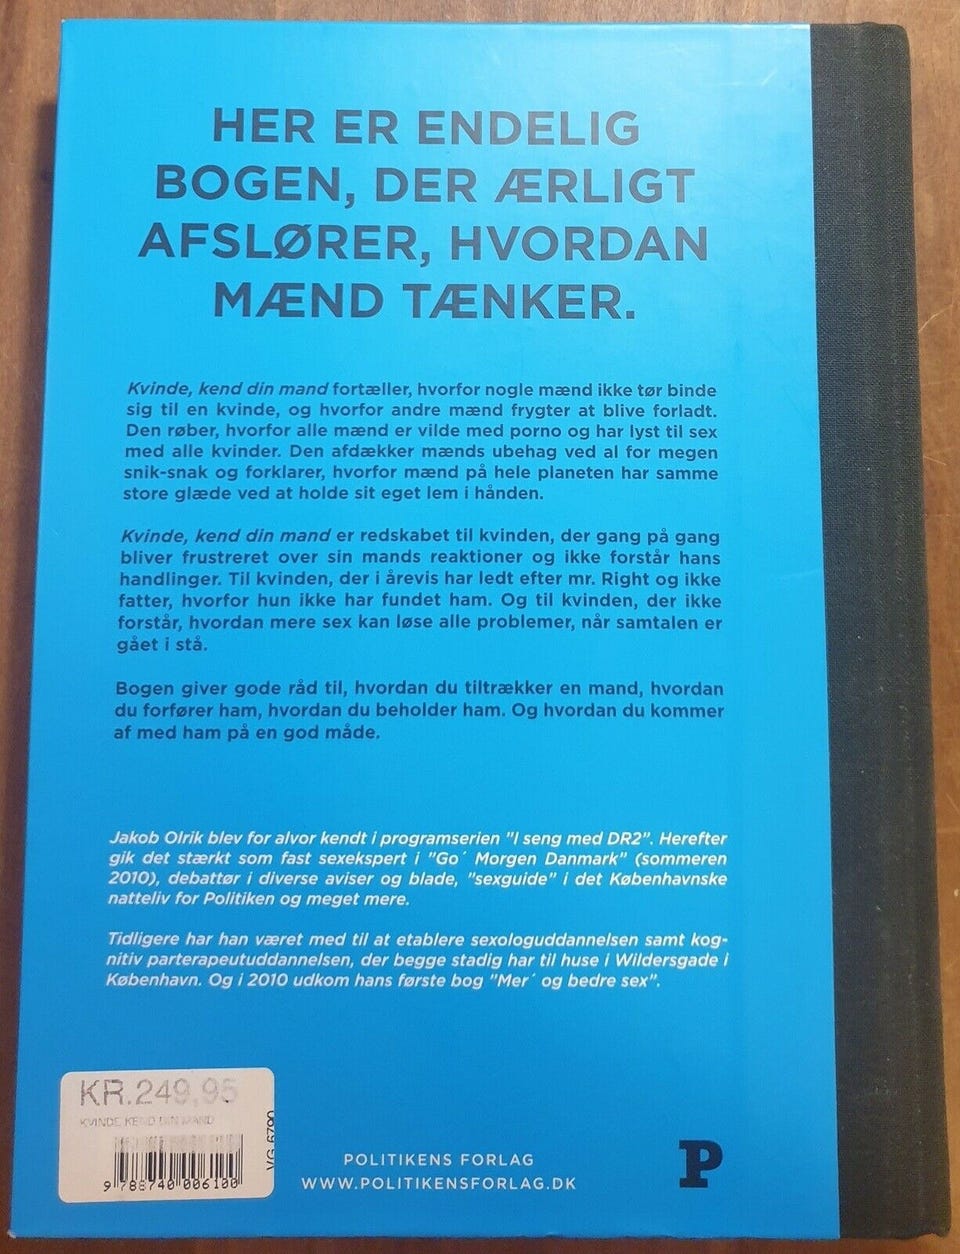 HER ER ENDELIG
BOGEN, DER ÆRLIGT
AFSLØRER, HVORDAN
MÆND TÆNKER.
Kvinde, kend din mand fortæller, hvorfor nogle mænd ikke tør binde
sig til en kvinde, og hvorfor andre mænd frygter at blive forladt.
Den røber, hvorfor alle mænd er vilde med porno og har lyst til sex
med alle kvinder. Den afdækker mænds ubehag ved al for megen
snik-snak og forklarer, hvorfor mænd på hele planeten har samme
store glæde ved at holde sit eget lem i hånden.
Kvinde, kend din mand er redskabet til kvinden, der gang på gang
bliver frustreret over sin mands reaktioner og ikke forstår hans
handlinger. Til kvinden, der i årevis har ledt efter mr. Right og ikke
fatter, hvorfor hun ikke har fundet ham. Og til kvinden, der ikke
forstår, hvordan mere sex kan løse alle problemer, når samtalen er
gået i stå.
Bogen giver gode råd til, hvordan du tiltrækker en mand, hvordan
du forfører ham, hvordan du beholder ham. Og hvordan du kommer
af med ham på en god måde.
Jakob Olrik blev for alvor kendt i programserien "I seng med DR2". Herefter
gik det stærkt som fast sexekspert i "Go´ Morgen Danmark" (sommeren
2010), debattør i diverse aviser og blade, "sexguide" i det Københavnske
natteliv for Politiken og meget mere.
Tidligere har han været med til at etablere sexologuddannelsen samt kog-
nitiv parterapeutuddannelsen, der begge stadig har til huse i Wildersgade i
København. Og i 2010 udkom hans første bog "Mer´ og bedre sex".
KR.249,95
KVINDE, KEND DIN MAND
VG 6790
9 788740 006100
POLITIKENS FORLAG
WWW.POLITIKENSFORLAG.DK
P